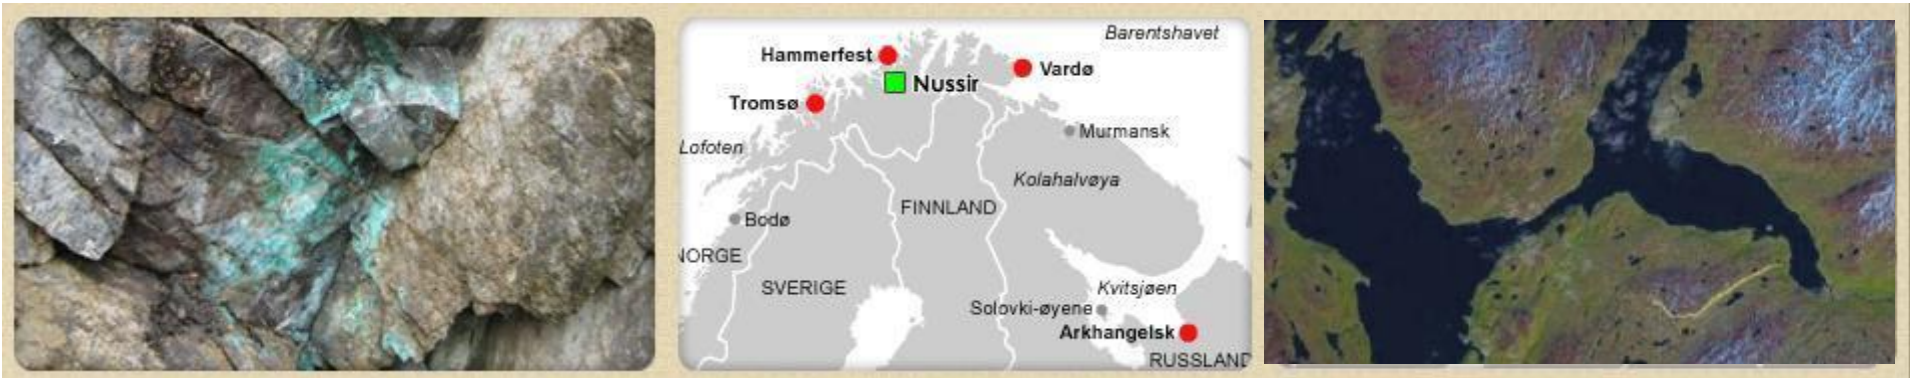 Barentshavet
Hammerfest
Vardø
Nussir
Tromsø
Murmansk
Lofoten
Kolahalvøya
FINNLAND
Bodø
NORGE
SVERIGE
Kvitsjøen
Solovki-øyene
Arkhangelsk
RUSSLAND